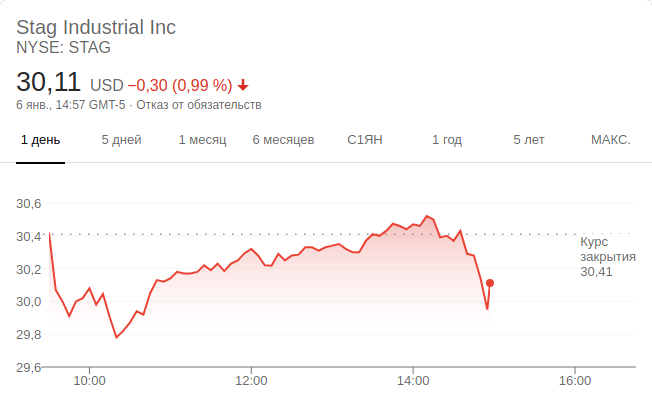 Stag Industrial Inc
NYSE: STAG
30,11 USD −0,30 (0,99 %)
6 янв., 14:57 GMT-5 · Отказ от обязательств
1 день 5 дней 1 месяц 6 месяцев С1ЯН 1 год 5 лет МАКС.
30,6
30,4
30,2
30,0
29,8
29,6
Курс
закрытия
30,41
10:00 12:00 14:00 16:00